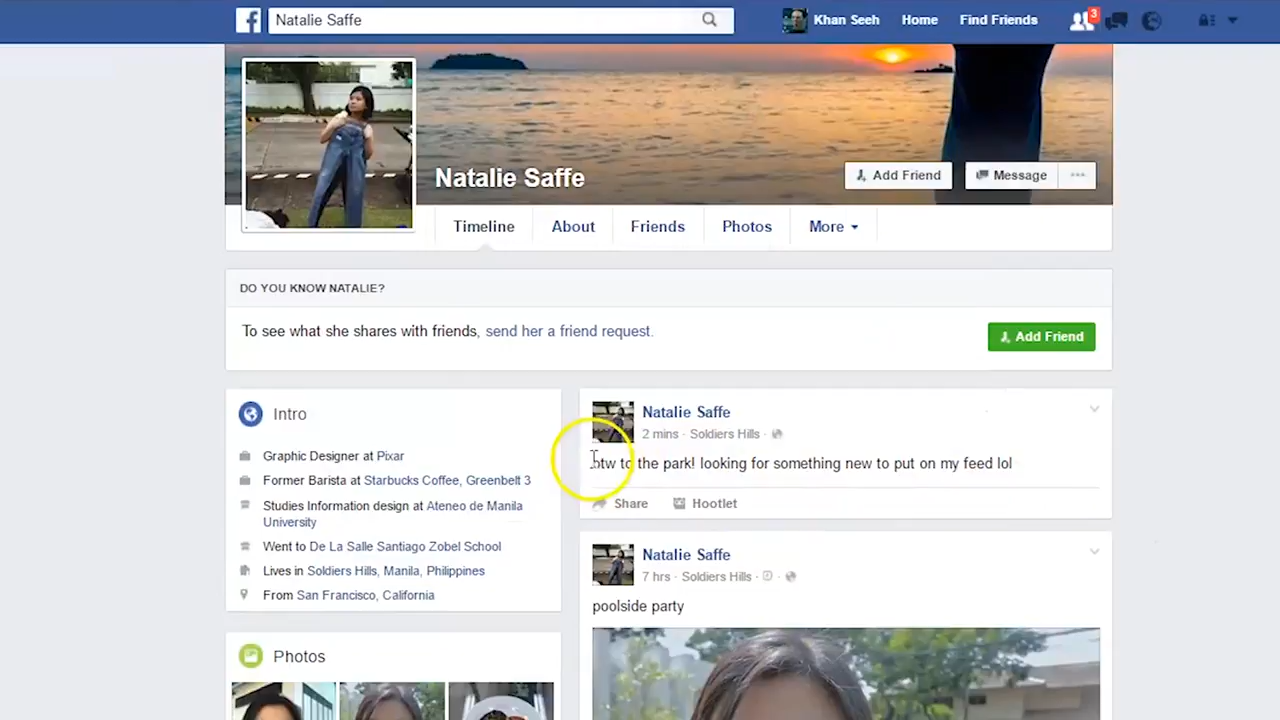 Natalie Saffe
Khan Seeh
Home
Find Friends
3
Natalie Saffe
Add Friend
Message
Timeline
About
Friends
Photos
More
DO YOU KNOW NATALIE?
To see what she shares with friends, send her a friend request.
Add Friend
Intro
Graphic Designer at Pixar
Former Barista at Starbucks Coffee, Greenbelt 3
Studies Information design at Ateneo de Manila
University
Went to De La Salle Santiago Zobel School
Lives in Soldiers Hills, Manila, Philippines
From San Francisco, California
Photos
Natalie Saffe
2 mins · Soldiers Hills ·
otw to the park! looking for something new to put on my feed lol
Share
Hootlet
Natalie Saffe
7 hrs · Soldiers Hills ·
poolside party